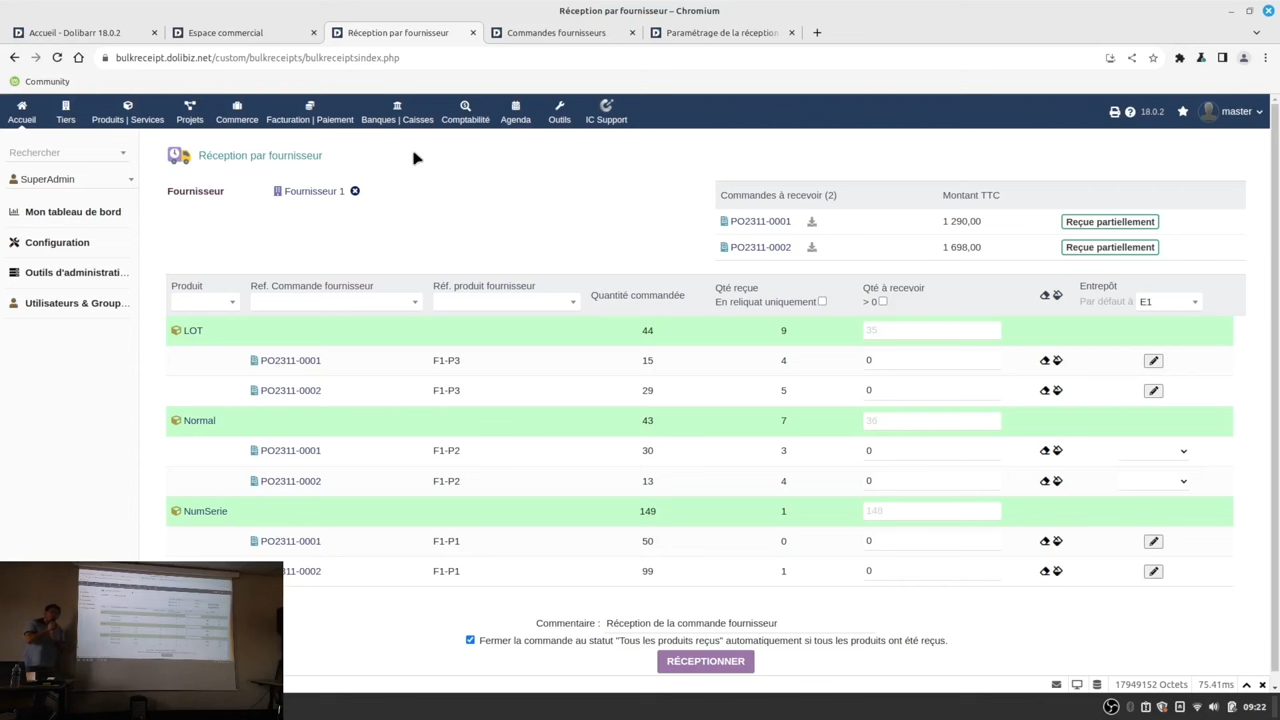 Réception par fournisseur – Chromium
Accueil - Dolibarr 18.0.2
Espace commercial
Réception par fournisseur
Commandes fournisseurs
Paramétrage de la réception
bulkreceipt.dolibiz.net/custom/bulkreceipts/bulkreceiptsindex.php
Community
Accueil Tiers Produits | Services Projets Commerce Facturation | Paiement Banques | Caisses Comptabilité Agenda Outils IC Support 18.0.2 master
Rechercher
SuperAdmin
Mon tableau de bord
Configuration
Outils d'administrati...
Utilisateurs & Group...
Réception par fournisseur
Fournisseur Fournisseur 1
Commandes à recevoir (2) Montant TTC
PO2311-0001 1 290,00 Reçue partiellement
PO2311-0002 1 698,00 Reçue partiellement
Produit Ref. Commande fournisseur Réf. produit fournisseur Quantité commandée Qté reçue Qté à recevoir Entrepôt
En reliquat uniquement > 0 Par défaut à E1
LOT 44 9 35
PO2311-0001 F1-P3 15 4 0
PO2311-0002 F1-P3 29 5 0
Normal 43 7 36
PO2311-0001 F1-P2 30 3 0
PO2311-0002 F1-P2 13 4 0
NumSerie 149 1 148
PO2311-0001 F1-P1 50 0 0
-0002 F1-P1 99 1 0
Commentaire : Réception de la commande fournisseur
Fermer la commande au statut "Tous les produits reçus" automatiquement si tous les produits ont été reçus.
RÉCEPTIONNER
17949152 Octets 75.41ms
09:22